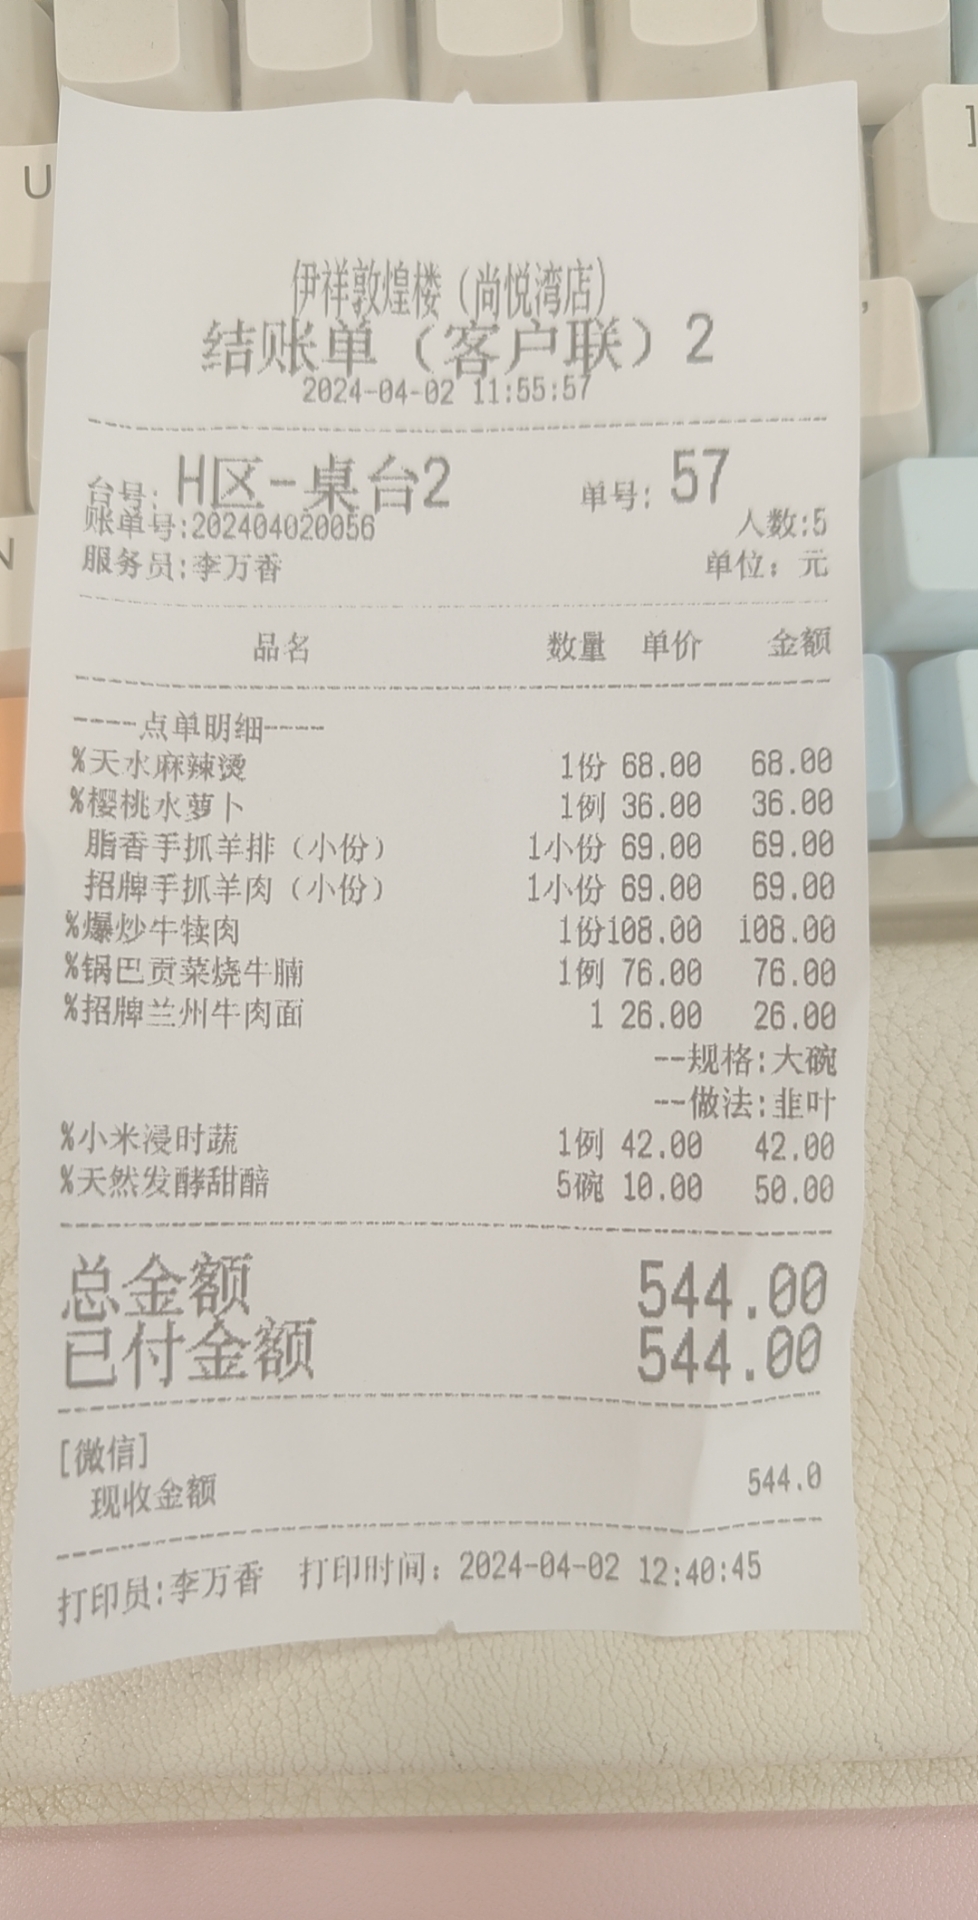 U
]
,
N
伊祥敦煌楼（尚悦湾店）
结账单（客户联）2
2024-04-02 11:55:57
台号: H区-桌台2 单号: 57
账单号:202404020056 人数:5
服务员:李万香 单位：元
品名 数量 单价 金额
----点单明细----
%天水麻辣烫 1份 68.00 68.00
%樱桃水萝卜 1例 36.00 36.00
脂香手抓羊排（小份） 1小份 69.00 69.00
招牌手抓羊肉（小份） 1小份 69.00 69.00
%爆炒牛犊肉 1份108.00 108.00
%锅巴贡菜烧牛腩 1例 76.00 76.00
%招牌兰州牛肉面 1 26.00 26.00
--规格:大碗
--做法:韭叶
%小米浸时蔬 1例 42.00 42.00
%天然发酵甜醅 5碗 10.00 50.00
总金额 544.00
已付金额 544.00
[微信]
现收金额 544.0
打印员:李万香 打印时间：2024-04-02 12:40:45